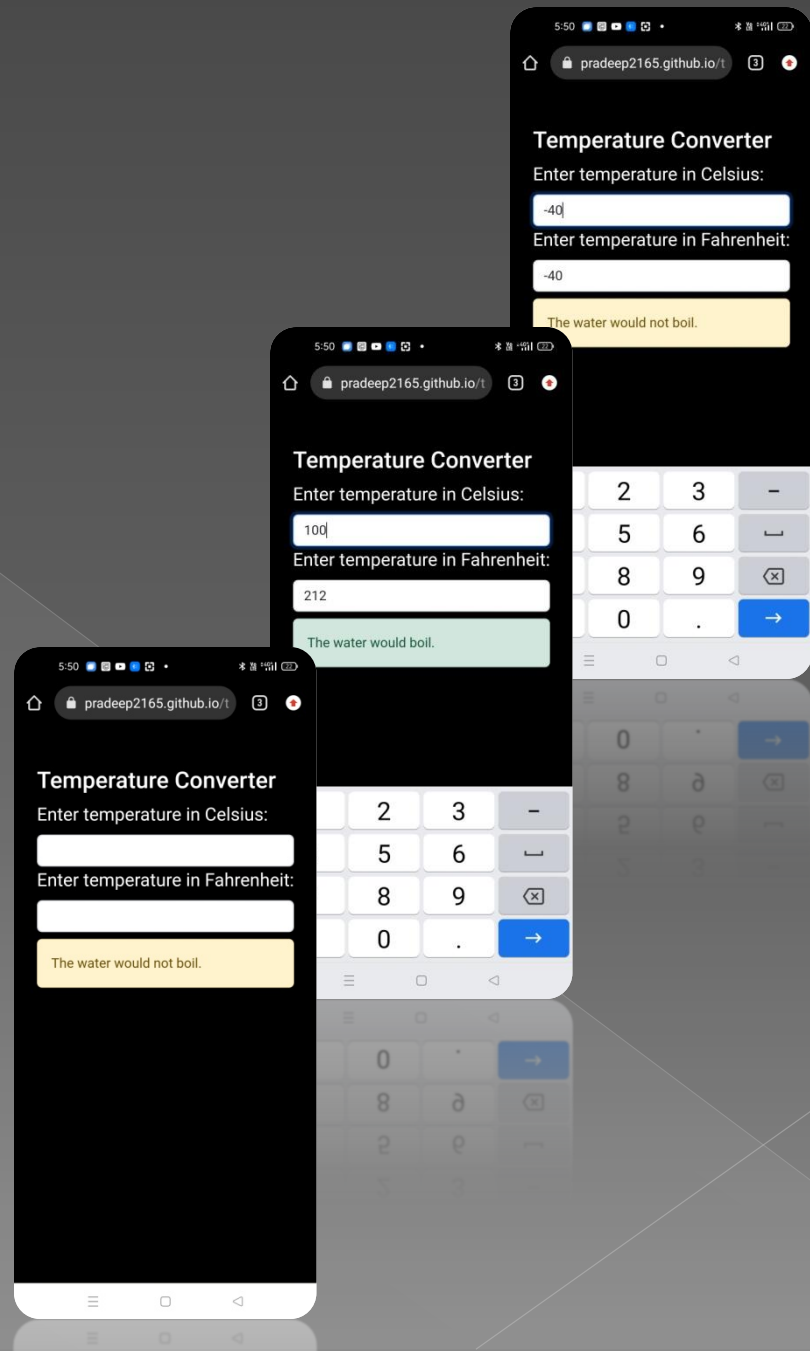 5:50
22
pradeep2165.github.io/t
3
Temperature Converter
Enter temperature in Celsius:
-40
Enter temperature in Fahrenheit:
-40
The water would not boil.
2 3 -
5 6
8 9
0 .
5:50
22
pradeep2165.github.io/t
3
Temperature Converter
Enter temperature in Celsius:
100
Enter temperature in Fahrenheit:
212
The water would boil.
2 3 -
5 6
8 9
0 .
5:50
22
pradeep2165.github.io/t
3
Temperature Converter
Enter temperature in Celsius:
Enter temperature in Fahrenheit:
The water would not boil.